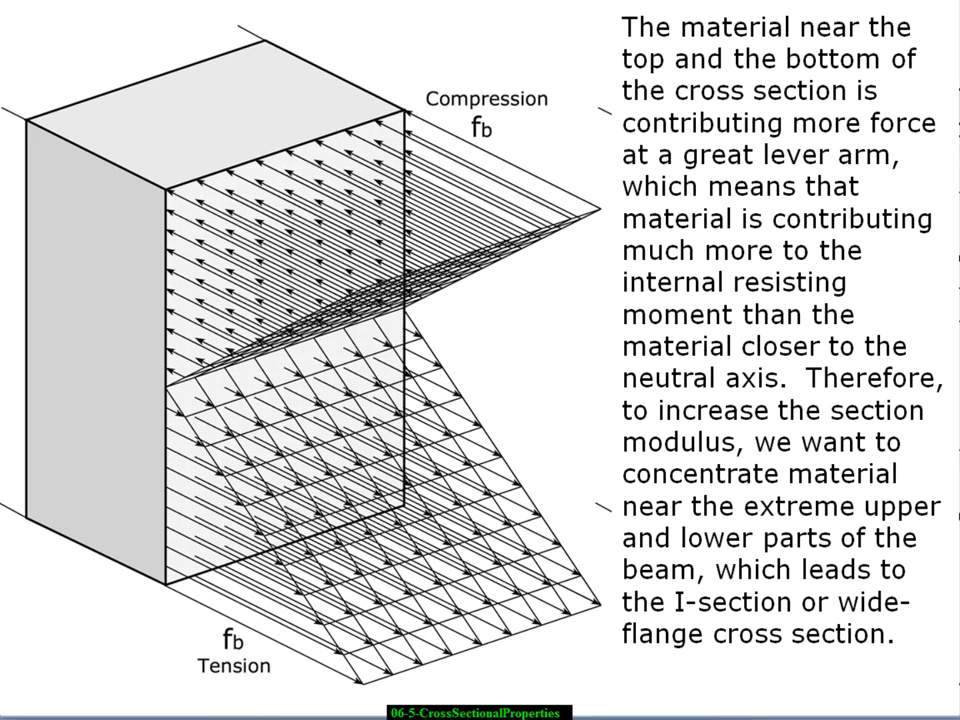 The material near the
top and the bottom of
the cross section is
contributing more force
at a great lever arm,
which means that
material is contributing
much more to the
internal resisting
moment than the
material closer to the
neutral axis.  Therefore,
to increase the section
modulus, we want to
concentrate material
near the extreme upper
and lower parts of the
beam, which leads to
the I-section or wide-
flange cross section.
Compression
fb
fb
Tension
06-5-CrossSectionalProperties